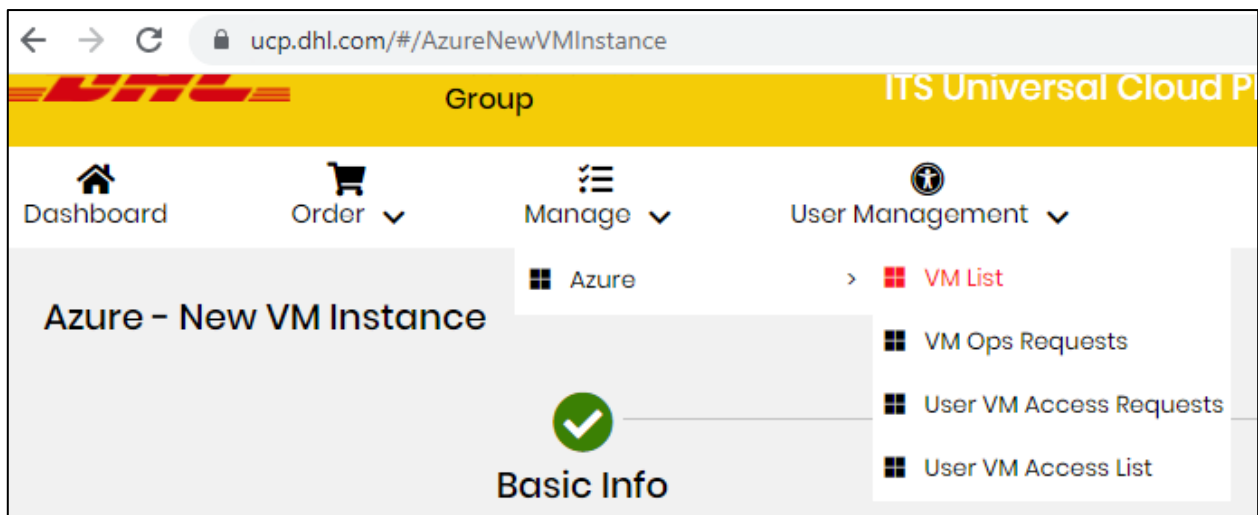 ucp.dhl.com/#/AzureNewVMInstance
DHL
Group
ITS Universal Cloud
Dashboard
Order
Manage
User Management
Azure
>
VM List
Azure - New VM Instance
VM Ops Requests
User VM Access Requests
User VM Access List
Basic Info